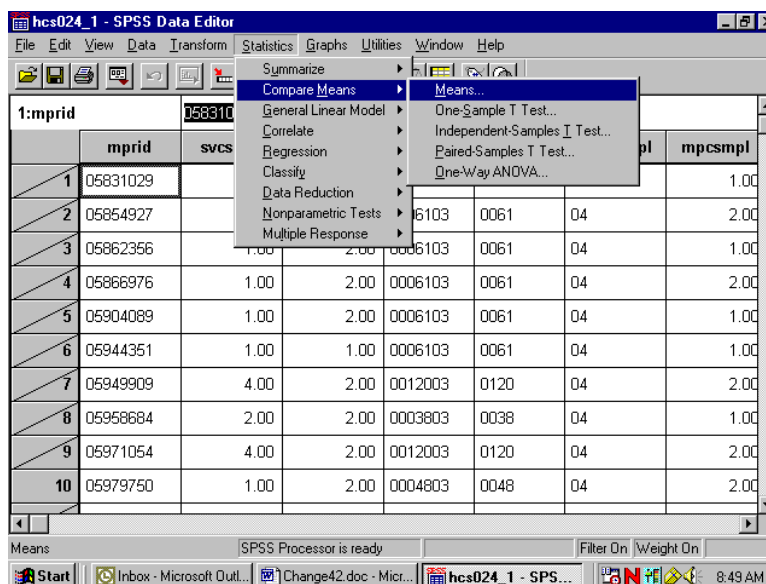 hcs024_1 - SPSS Data Editor
File Edit View Data Transform Statistics Graphs Utilities Window Help
Summarize
Compare Means
General Linear Model
Correlate
Regression
Classify
Data Reduction
Nonparametric Tests
Multiple Response
Means...
One-Sample T Test...
Independent-Samples T Test...
Paired-Samples T Test...
One-Way ANOVA...
1:mprid 058310
mprid svcs pl mpcsmpl
1 05831029 1.00
2 05854927 6103 0061 04 2.00
3 05862356 1.00 2.00 0006103 0061 04 1.00
4 05866976 1.00 2.00 0006103 0061 04 2.00
5 05904089 1.00 2.00 0006103 0061 04 1.00
6 05944351 1.00 1.00 0006103 0061 04 1.00
7 05949909 4.00 2.00 0012003 0120 04 2.00
8 05958684 2.00 2.00 0003803 0038 04 1.00
9 05971054 4.00 2.00 0012003 0120 04 2.00
10 05979750 1.00 2.00 0004803 0048 04 2.00
Means SPSS Processor is ready Filter On Weight On
Start Inbox - Microsoft Outl... Change42.doc - Micr... hcs024_1 - SPS... 8:49 AM